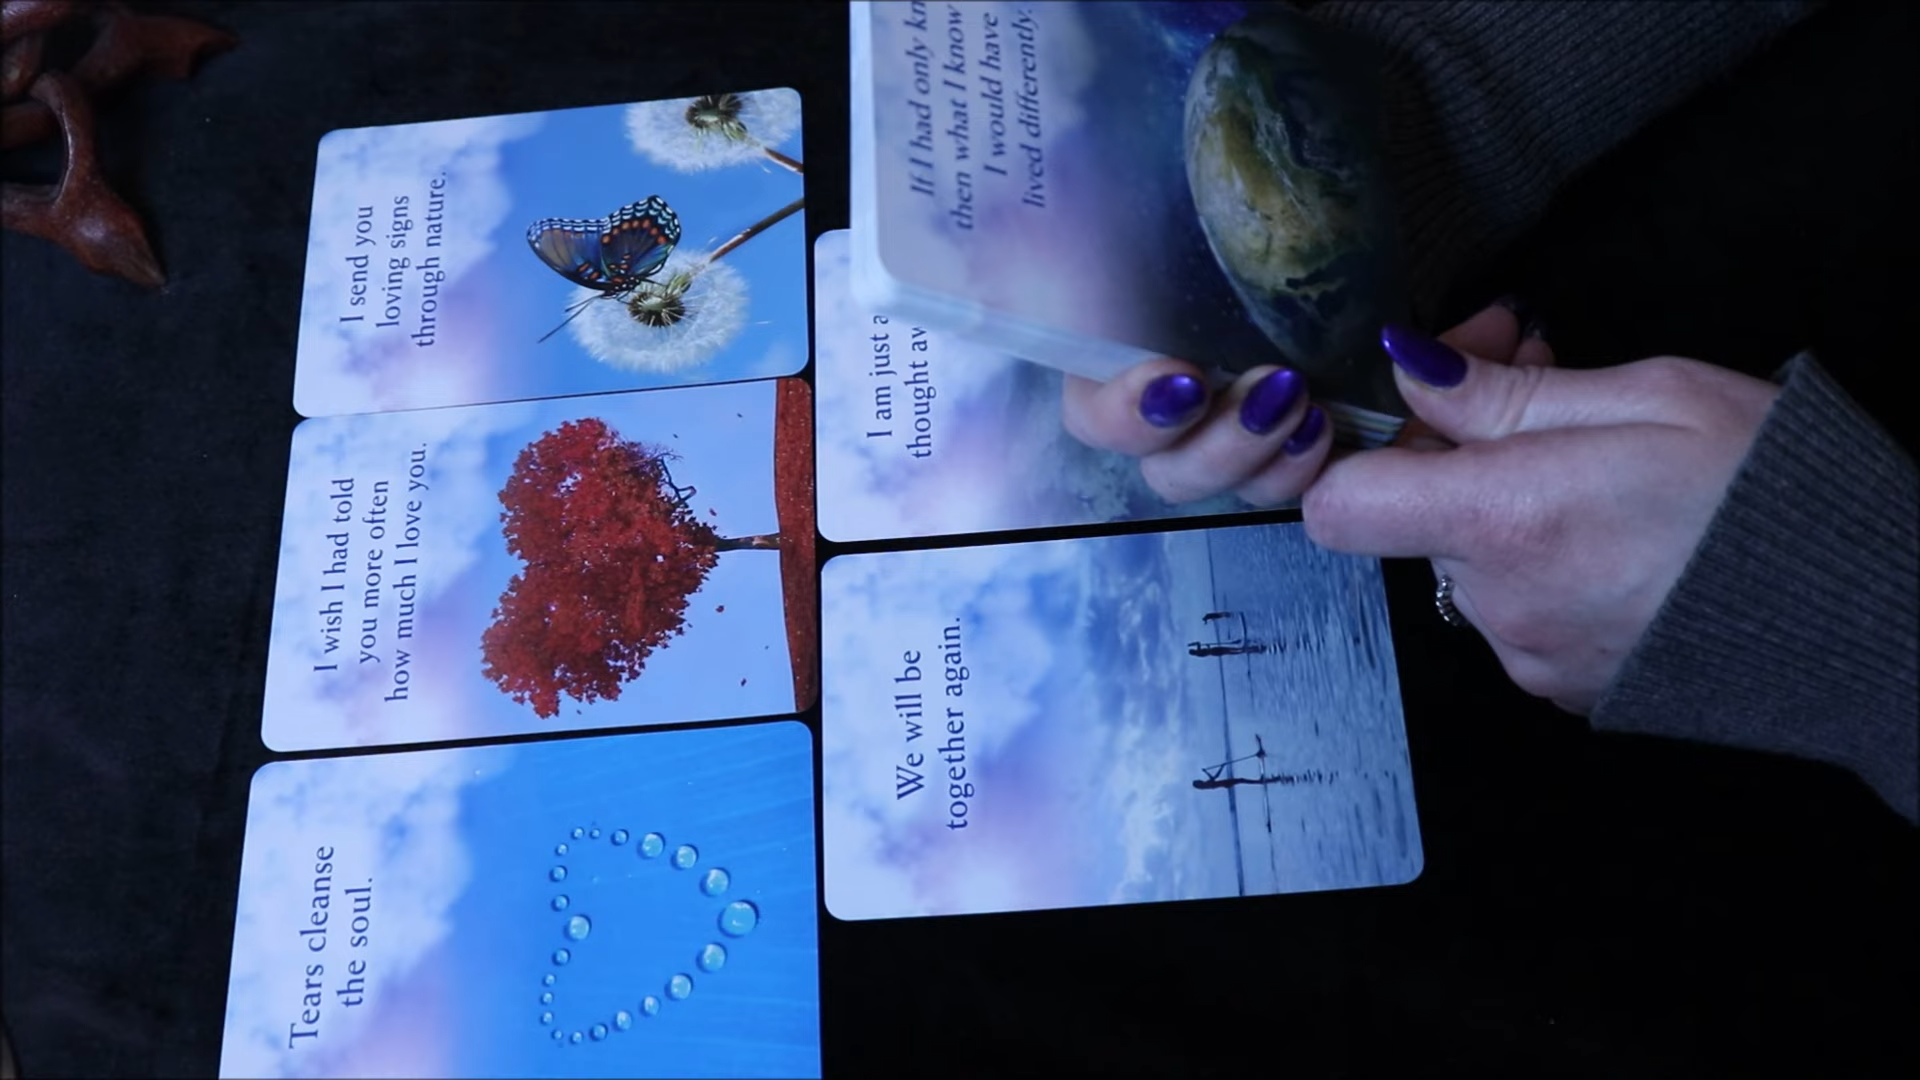 I send you
loving signs
through nature.
I wish I had told
you more often
how much I love you.
Tears cleanse
the soul.
If I had only
then what I know
I would have
lived differently.
I am just a
thought
We will be
together again.